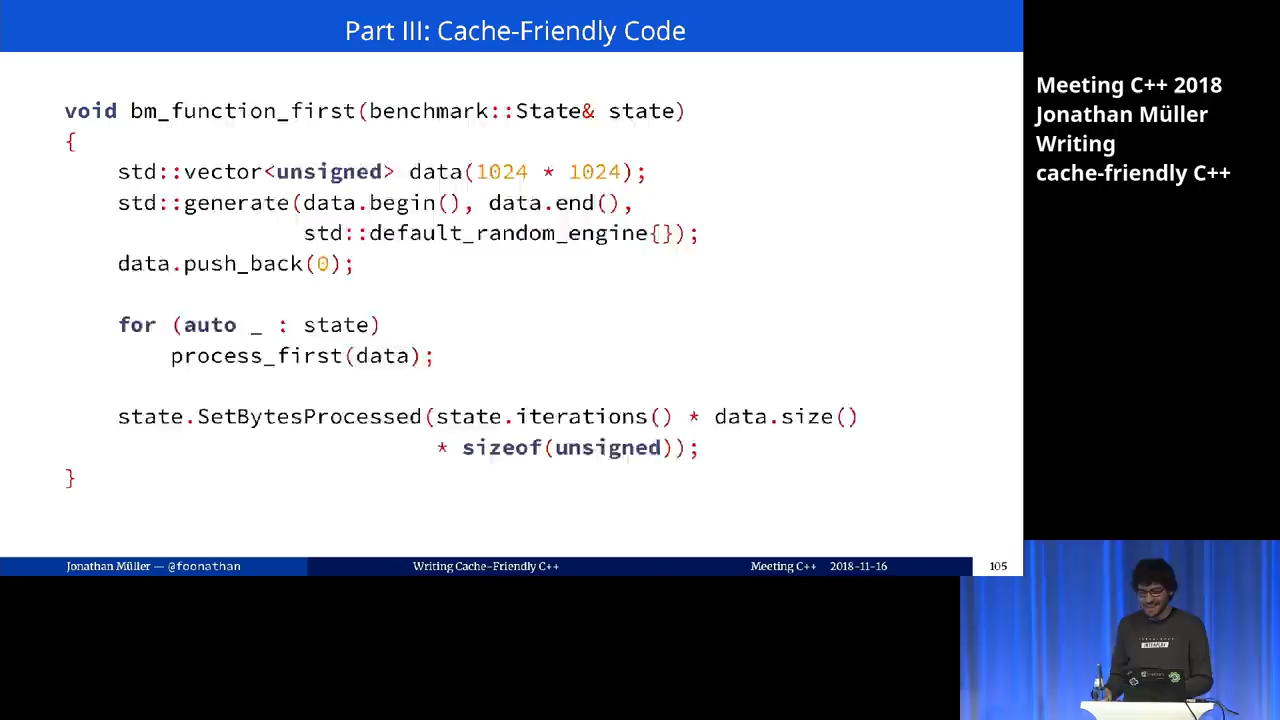 Part III: Cache-Friendly Code
void bm_function_first(benchmark::State& state)
{
std::vector<unsigned> data(1024 * 1024);
std::generate(data.begin(), data.end(),
std::default_random_engine{});
data.push_back(0);
for (auto _ : state)
process_first(data);
state.SetBytesProcessed(state.iterations() * data.size()
* sizeof(unsigned));
}
Jonathan Müller — @foonathan
Writing Cache-Friendly C++
Meeting C++ 2018-11-16
105
Meeting C++ 2018
Jonathan Müller
Writing
cache-friendly C++